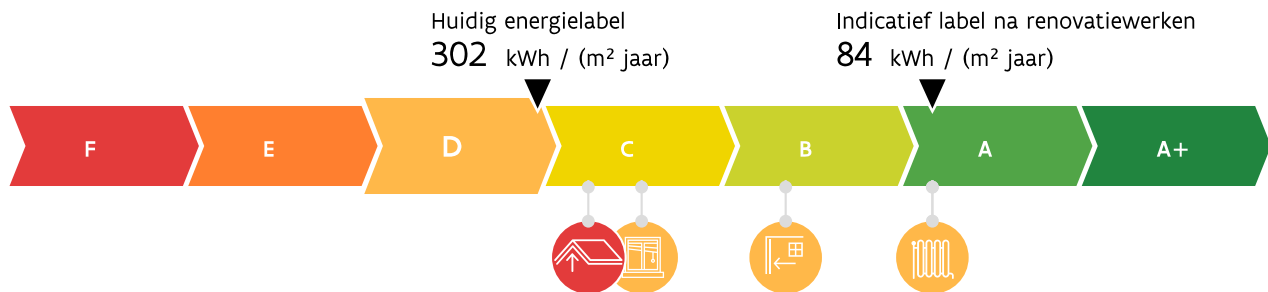 Huidig energielabel
302 kWh / (m² jaar)
Indicatief label na renovatiewerken
84 kWh / (m² jaar)
F
E
D
C
B
A
A+